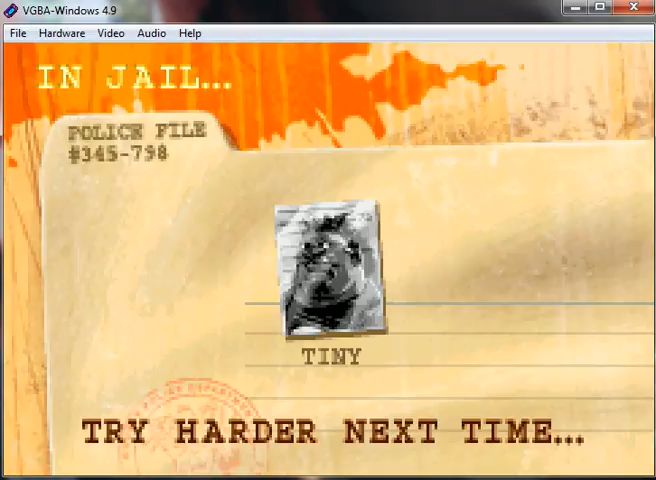 VGBA-Windows 4.9
File Hardware Video Audio Help
IN JAIL...
POLICE FILE
#345-798
TINY
TRY HARDER NEXT TIME...